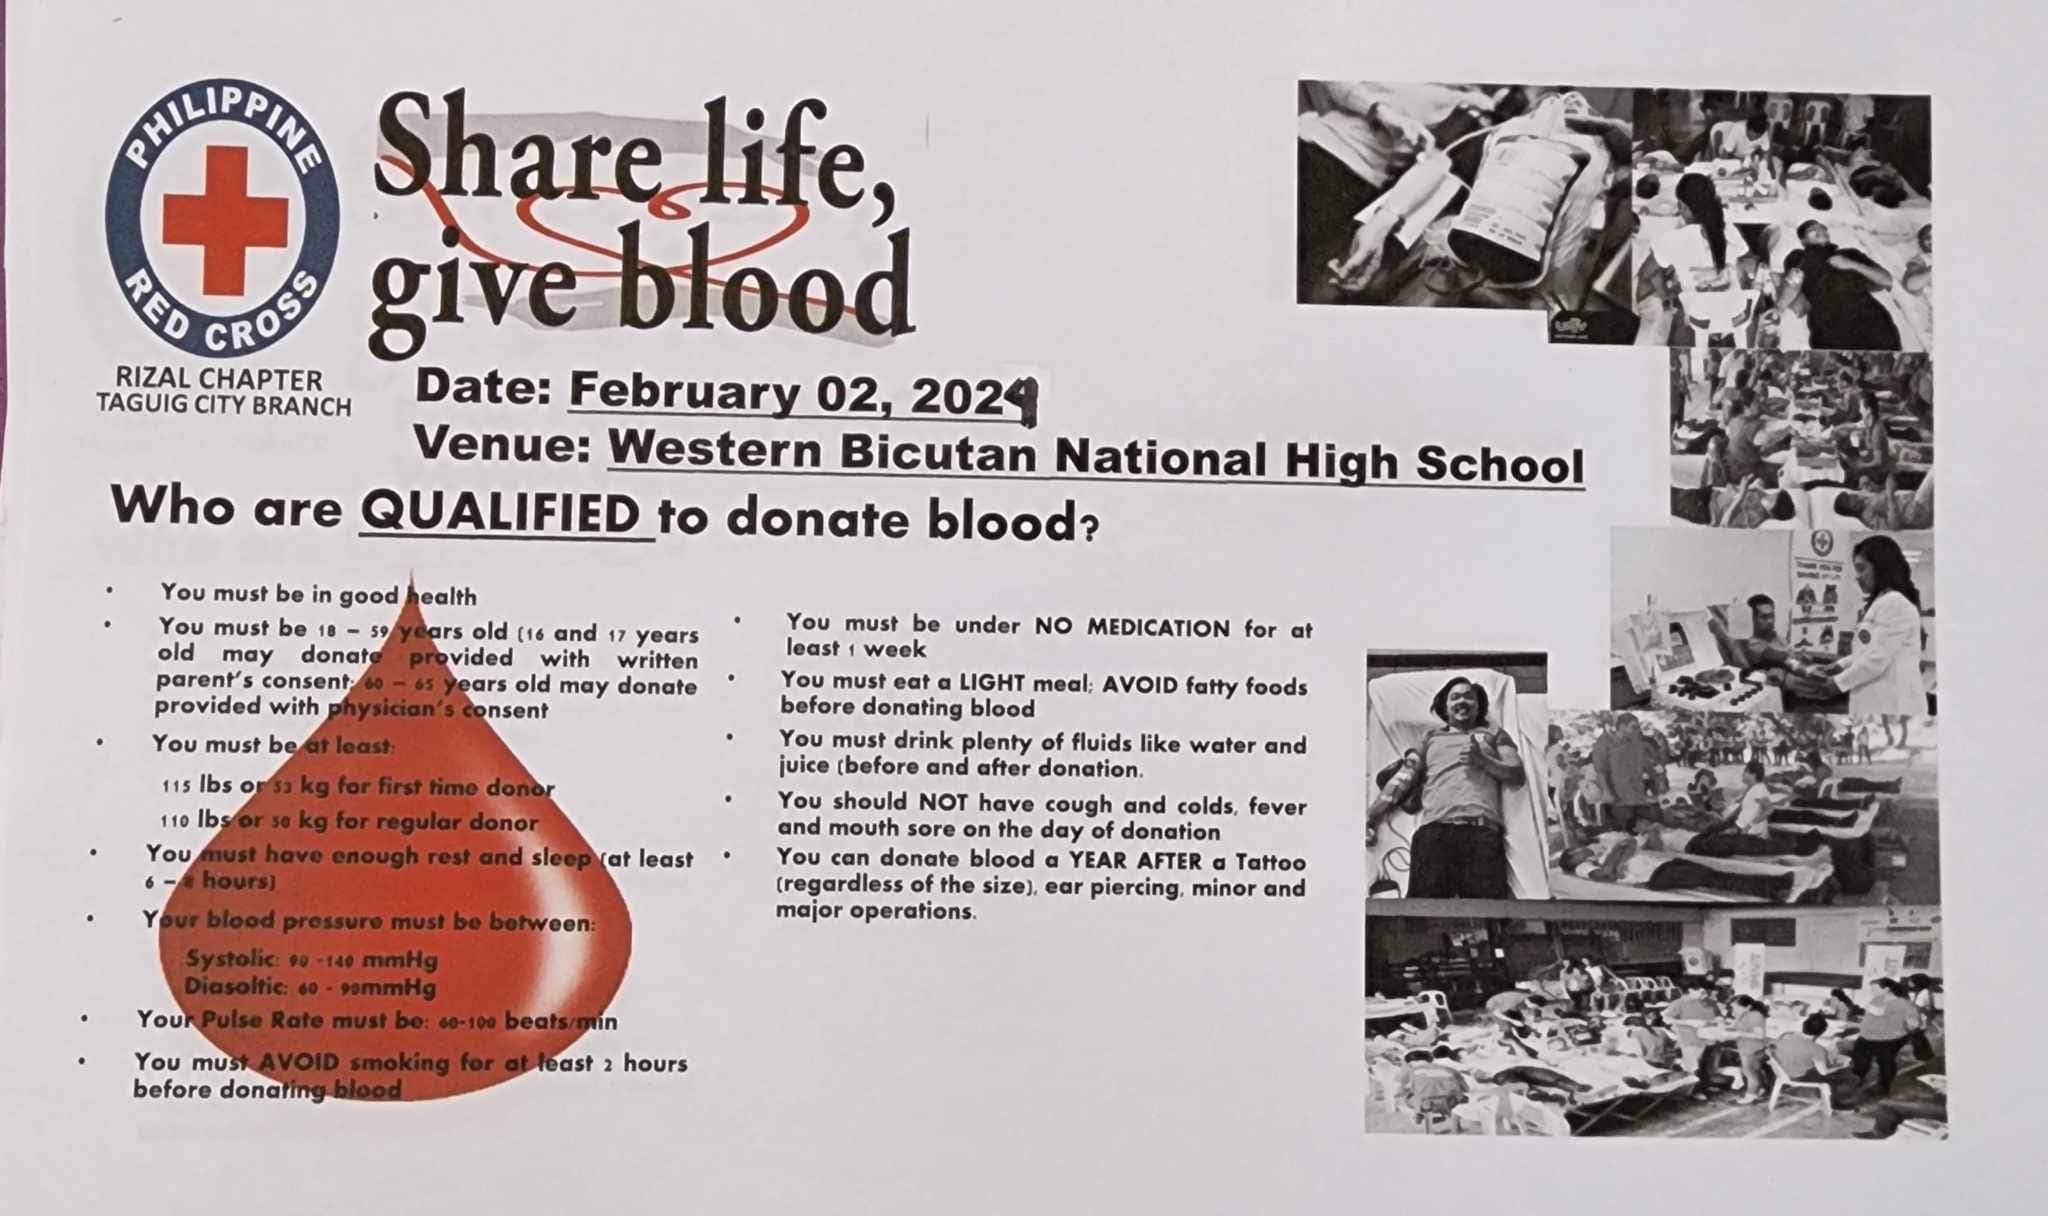 PHILIPPINE
RED CROSS
RIZAL CHAPTER
TAGUIG CITY BRANCH
Share life,
give blood
Date: February 02, 2024
Venue: Western Bicutan National High School
Who are QUALIFIED to donate blood?
• You must be in good health
• You must be 18 – 59 years old (16 and 17 years
old may donate provided with written
parent's consent; 60 – 65 years old may donate
provided with physician's consent
• You must be at least:
115 lbs or 52 kg for first time donor
110 lbs or 50 kg for regular donor
• You must have enough rest and sleep (at least
6 – 8 hours)
• Your blood pressure must be between:
Systolic: 90 -140 mmHg
Diasoltic: 60 - 90mmHg
• Your Pulse Rate must be: 60-100 beats/min
• You must AVOID smoking for at least 2 hours
before donating blood
• You must be under NO MEDICATION for at
least 1 week
• You must eat a LIGHT meal; AVOID fatty foods
before donating blood
• You must drink plenty of fluids like water and
juice (before and after donation.
• You should NOT have cough and colds, fever
and mouth sore on the day of donation
• You can donate blood a YEAR AFTER a Tattoo
(regardless of the size), ear piercing, minor and
major operations.